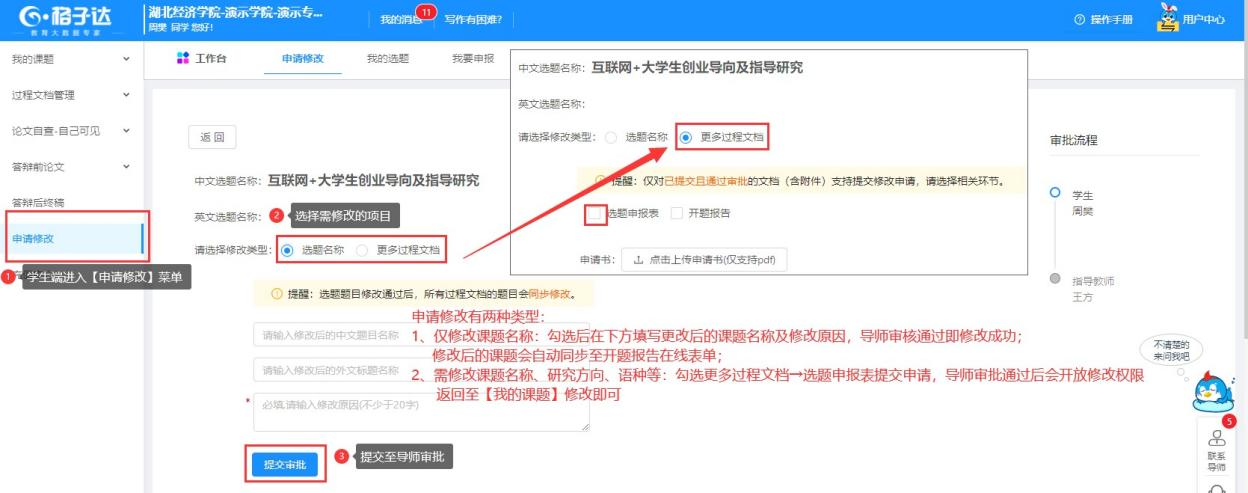 格子达
教育大数据专家
湖北经济学院-演示学院-演示专...
周樊 同学 您好!
我的消息
11
写作有困难?
操作手册
用户中心
我的课题
过程文档管理
论文自查-自己可见
答辩前论文
答辩后终稿
申请修改
1 学生端进入【申请修改】菜单
工作台
申请修改
我的选题
我要申报
返 回
中文选题名称: 互联网+大学生创业导向及指导研究
英文选题名称:
2 选择需修改的项目
请选择修改类型: 选题名称 更多过程文档
提醒:选题题目修改通过后,所有过程文档的题目会同步修改。
请输入修改后的中文题目名称
请输入修改后的外文标题名称
* 必填,请输入修改原因(不少于20字)
提交审批
3 提交至导师审批
中文选题名称: 互联网+大学生创业导向及指导研究
英文选题名称:
请选择修改类型: 选题名称 更多过程文档
提醒:仅对已提交且通过审批的文档(含附件)支持提交修改申请,请选择相关环节。
选题申报表 开题报告
申请书: 点击上传申请书(仅支持pdf)
申请修改有两种类型:
1、仅修改课题名称:勾选后在下方填写更改后的课题名称及修改原因,导师审核通过即修改成功;
修改后的课题会自动同步至开题报告在线表单;
2、需修改课题名称、研究方向、语种等:勾选更多过程文档→选题申报表提交申请,导师审批通过后会开放修改权限
返回至【我的课题】修改即可
审批流程
学生
周樊
指导教师
王方
不清楚的
来问我吧
5
联系
导师